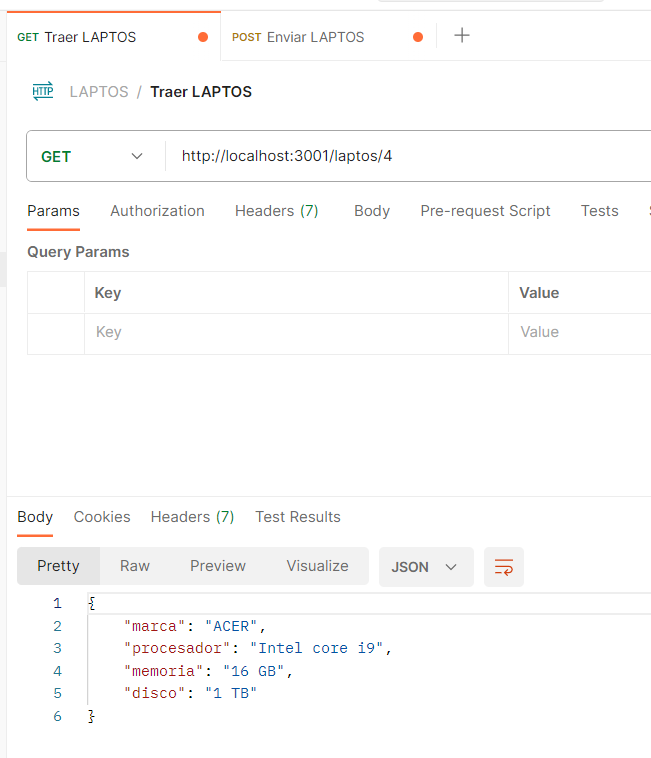 GET Traer LAPTOS POST Enviar LAPTOS
HTTP LAPTOS / Traer LAPTOS
GET http://localhost:3001/laptos/4
Params Authorization Headers (7) Body Pre-request Script Tests
Query Params
Key Value
Key Value
Body Cookies Headers (7) Test Results
Pretty Raw Preview Visualize JSON
1 {
2 "marca": "ACER",
3 "procesador": "Intel core i9",
4 "memoria": "16 GB",
5 "disco": "1 TB"
6 }